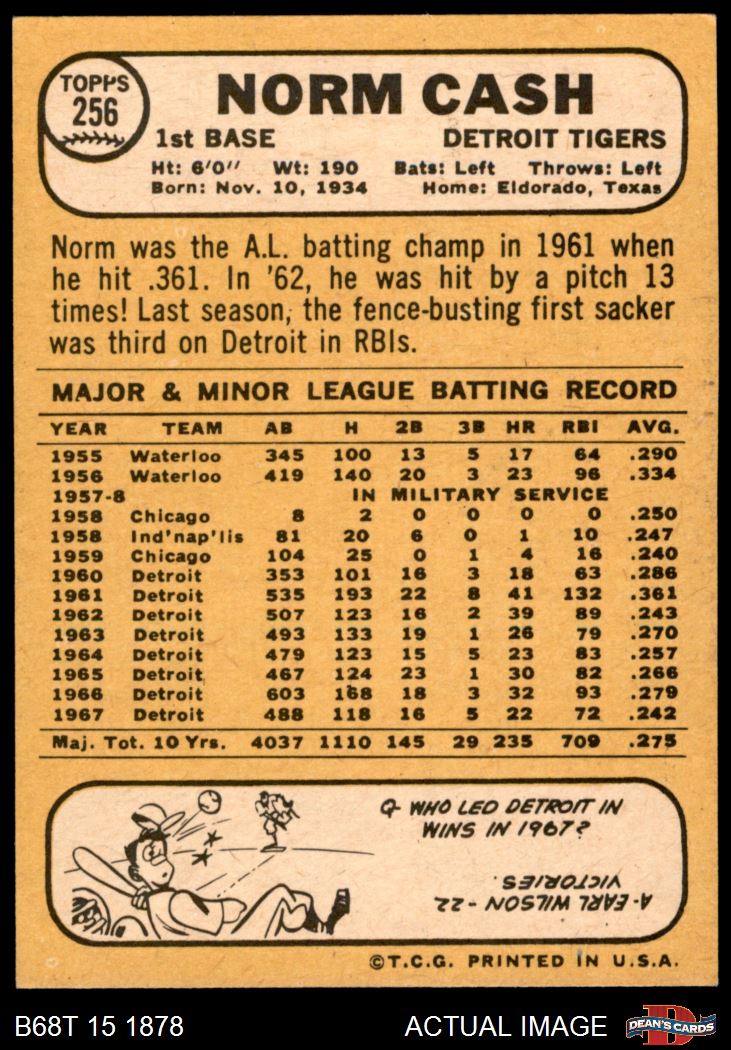 TOPPS
256
NORM CASH
1st BASE DETROIT TIGERS
Ht: 6'0" Wt: 190 Bats: Left Throws: Left
Born: Nov. 10, 1934 Home: Eldorado, Texas
Norm was the A.L. batting champ in 1961 when
he hit .361. In '62, he was hit by a pitch 13
times! Last season, the fence-busting first sacker
was third on Detroit in RBIs.
MAJOR & MINOR LEAGUE BATTING RECORD
YEAR TEAM AB H 2B 3B HR RBI AVG.
1955 Waterloo 345 100 13 5 17 64 .290
1956 Waterloo 419 140 20 3 23 96 .334
1957-8 IN MILITARY SERVICE
1958 Chicago 8 2 0 0 0 0 .250
1958 Ind'nap'lis 81 20 6 0 1 10 .247
1959 Chicago 104 25 0 1 4 16 .240
1960 Detroit 353 101 16 3 18 63 .286
1961 Detroit 535 193 22 8 41 132 .361
1962 Detroit 507 123 16 2 39 89 .243
1963 Detroit 493 133 19 1 26 79 .270
1964 Detroit 479 123 15 5 23 83 .257
1965 Detroit 467 124 23 1 30 82 .266
1966 Detroit 603 168 18 3 32 93 .279
1967 Detroit 488 118 16 5 22 72 .242
Maj. Tot. 10 Yrs. 4037 1110 145 29 235 709 .275
Q- WHO LED DETROIT IN
WINS IN 1967?
A-EARL WILSON-22
VICTORIES.
©T.C.G. PRINTED IN U.S.A.
B68T 15 1878 ACTUAL IMAGE DEAN'S CARDS